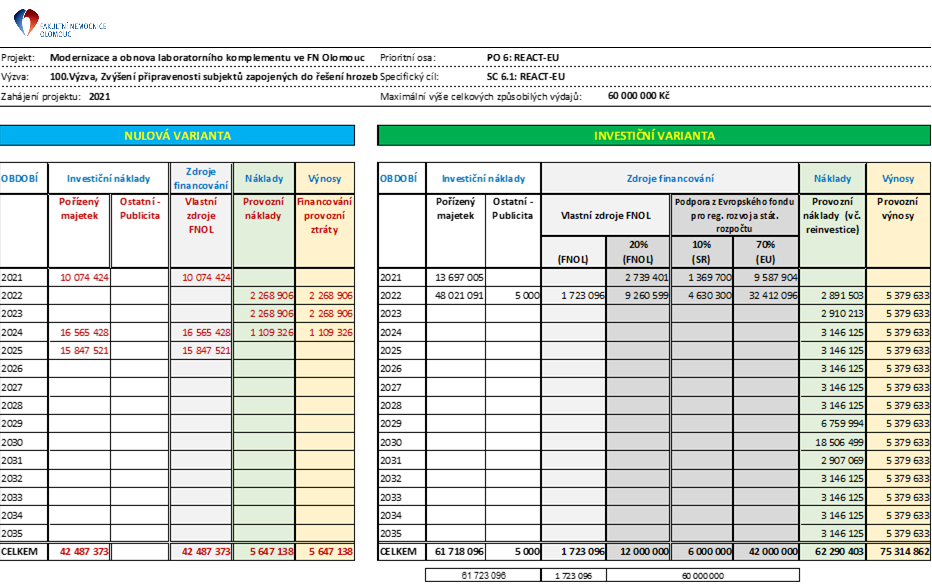 FAKULTNÍ NEMOCNICE
OLOMOUC
Projekt: Modernizace a obnova laboratorního komplementu ve FN Olomouc Prioritní osa: PO 6: REACT-EU
Výzva: 100.Výzva, Zvýšení připravenosti subjektů zapojených do řešení hrozeb Specifický cíl: SC 6.1: REACT-EU
Zahájení projektu: 2021 Maximální výše celkových způsobilých výdajů: 60 000 000 Kč
NULOVÁ VARIANTA INVESTIČNÍ VARIANTA
OBDOBÍ Investiční náklady Zdroje financování Náklady Výnosy OBDOBÍ Investiční náklady Zdroje financování Náklady Výnosy
Pořízený majetek Ostatní - Publicita Vlastní zdroje FNOL Provozní náklady Financování provozní ztráty Pořízený majetek Ostatní - Publicita Vlastní zdroje FNOL Podpora z Evropského fondu pro reg. rozvoj a stát. rozpočtu Provozní náklady (vč. reinvestice) Provozní výnosy
(FNOL) 20% (FNOL) 10% (SR) 70% (EU)
2021 10 074 424 10 074 424 2021 13 697 005 2 739 401 1 369 700 9 587 904
2022 2 268 906 2 268 906 2022 48 021 091 5 000 1 723 096 9 260 599 4 630 300 32 412 096 2 891 503 5 379 633
2023 2 268 906 2 268 906 2023 2 910 213 5 379 633
2024 16 565 428 16 565 428 1 109 326 1 109 326 2024 3 146 125 5 379 633
2025 15 847 521 15 847 521 2025 3 146 125 5 379 633
2026 2026 3 146 125 5 379 633
2027 2027 3 146 125 5 379 633
2028 2028 3 146 125 5 379 633
2029 2029 6 759 994 5 379 633
2030 2030 18 506 499 5 379 633
2031 2031 2 907 069 5 379 633
2032 2032 3 146 125 5 379 633
2033 2033 3 146 125 5 379 633
2034 2034 3 146 125 5 379 633
2035 2035 3 146 125 5 379 633
CELKEM 42 487 373 42 487 373 5 647 138 5 647 138 CELKEM 61 718 096 5 000 1 723 096 12 000 000 6 000 000 42 000 000 62 290 403 75 314 862
61 723 096 1 723 096 60 000 000